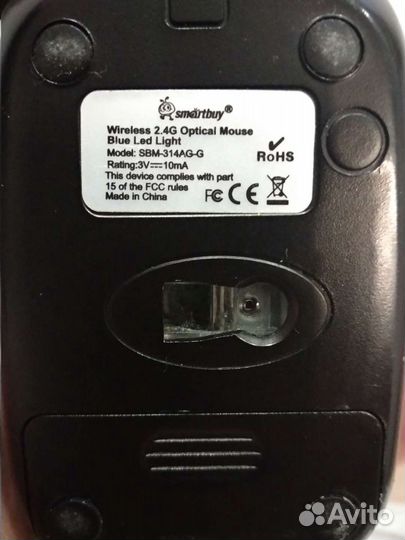 smartbuy®
Wireless 2.4G Optical Mouse
Blue Led Light
Model: SBM-314AG-G
Rating:3V⎓10mA
This device complies with part
15 of the FCC rules
Made in China
RoHS
FC CE
Avito